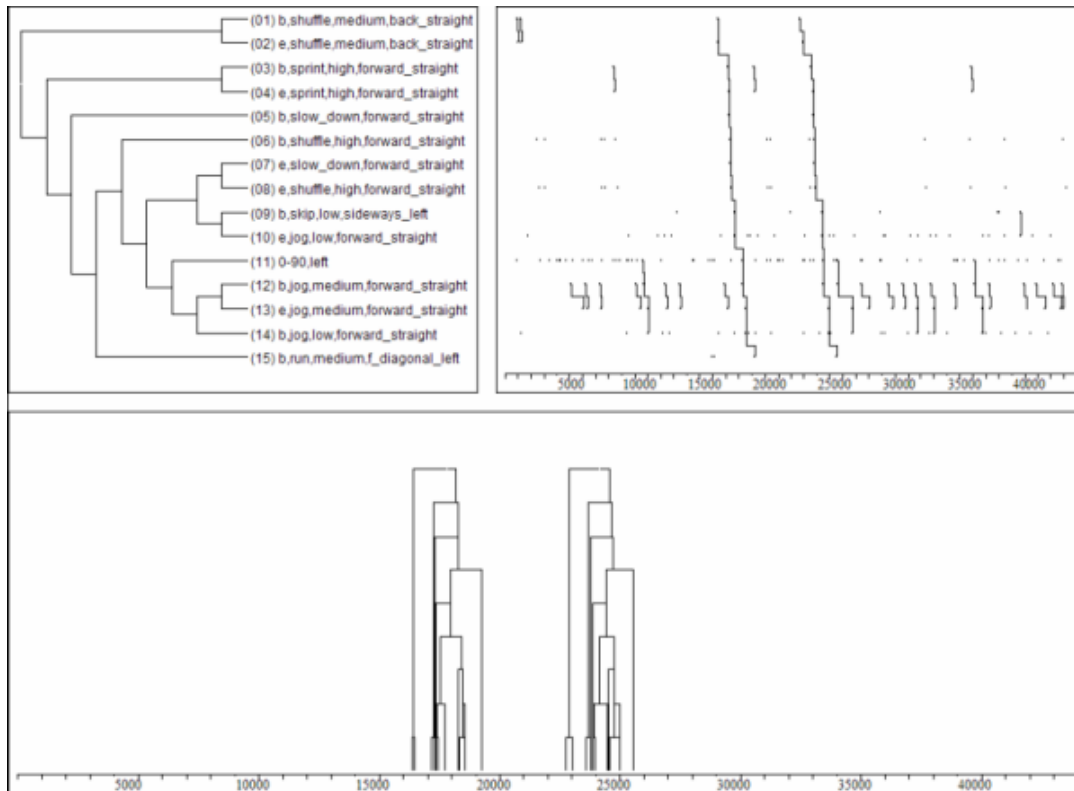 (01) b,shuffle,medium,back_straight
(02) e,shuffle,medium,back_straight
(03) b,sprint,high,forward_straight
(04) e,sprint,high,forward_straight
(05) b,slow_down,forward_straight
(06) b,shuffle,high,forward_straight
(07) e,slow_down,forward_straight
(08) e,shuffle,high,forward_straight
(09) b,skip,low,sideways_left
(10) e,jog,low,forward_straight
(11) 0-90,left
(12) b,jog,medium,forward_straight
(13) e,jog,medium,forward_straight
(14) b,jog,low,forward_straight
(15) b,run,medium,f_diagonal_left
5000 10000 15000 20000 25000 30000 35000 40000
5000 10000 15000 20000 25000 30000 35000 40000